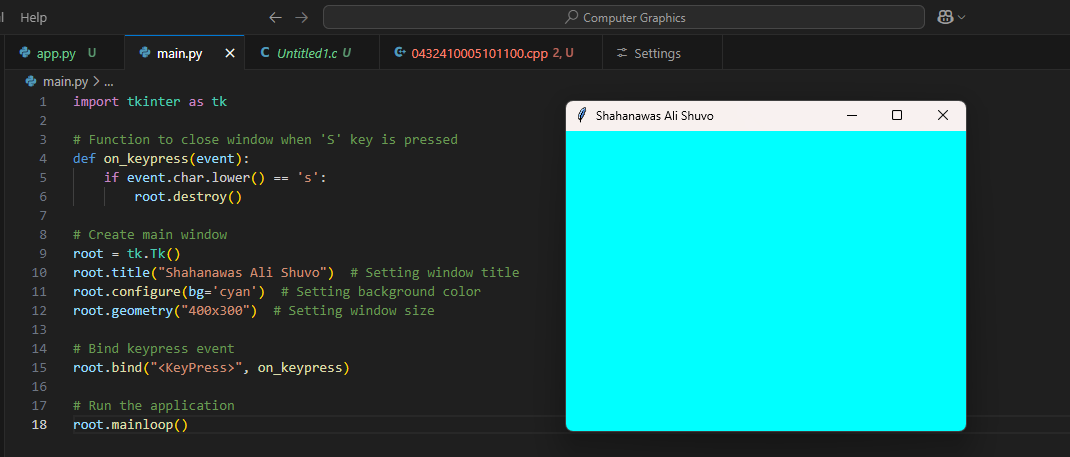 Help
Computer Graphics
app.py U
main.py
Untitled1.c U
0432410005101100.cpp 2, U
Settings
main.py > ...
1 import tkinter as tk
2
3 # Function to close window when 'S' key is pressed
4 def on_keypress(event):
5     if event.char.lower() == 's':
6         root.destroy()
7
8 # Create main window
9 root = tk.Tk()
10 root.title("Shahanawas Ali Shuvo")  # Setting window title
11 root.configure(bg='cyan')  # Setting background color
12 root.geometry("400x300")  # Setting window size
13
14 # Bind keypress event
15 root.bind("<KeyPress>", on_keypress)
16
17 # Run the application
18 root.mainloop()
Shahanawas Ali Shuvo